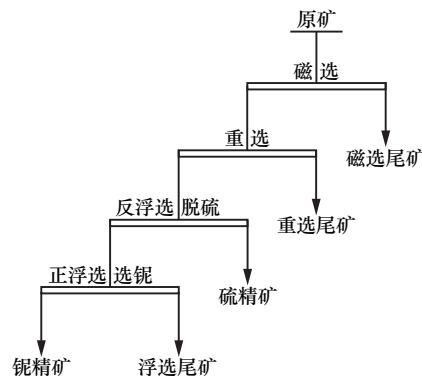 原矿
磁 选
磁选尾矿
重 选
重选尾矿
反浮选 脱硫
硫精矿
正浮选 选铌
铌精矿
浮选尾矿